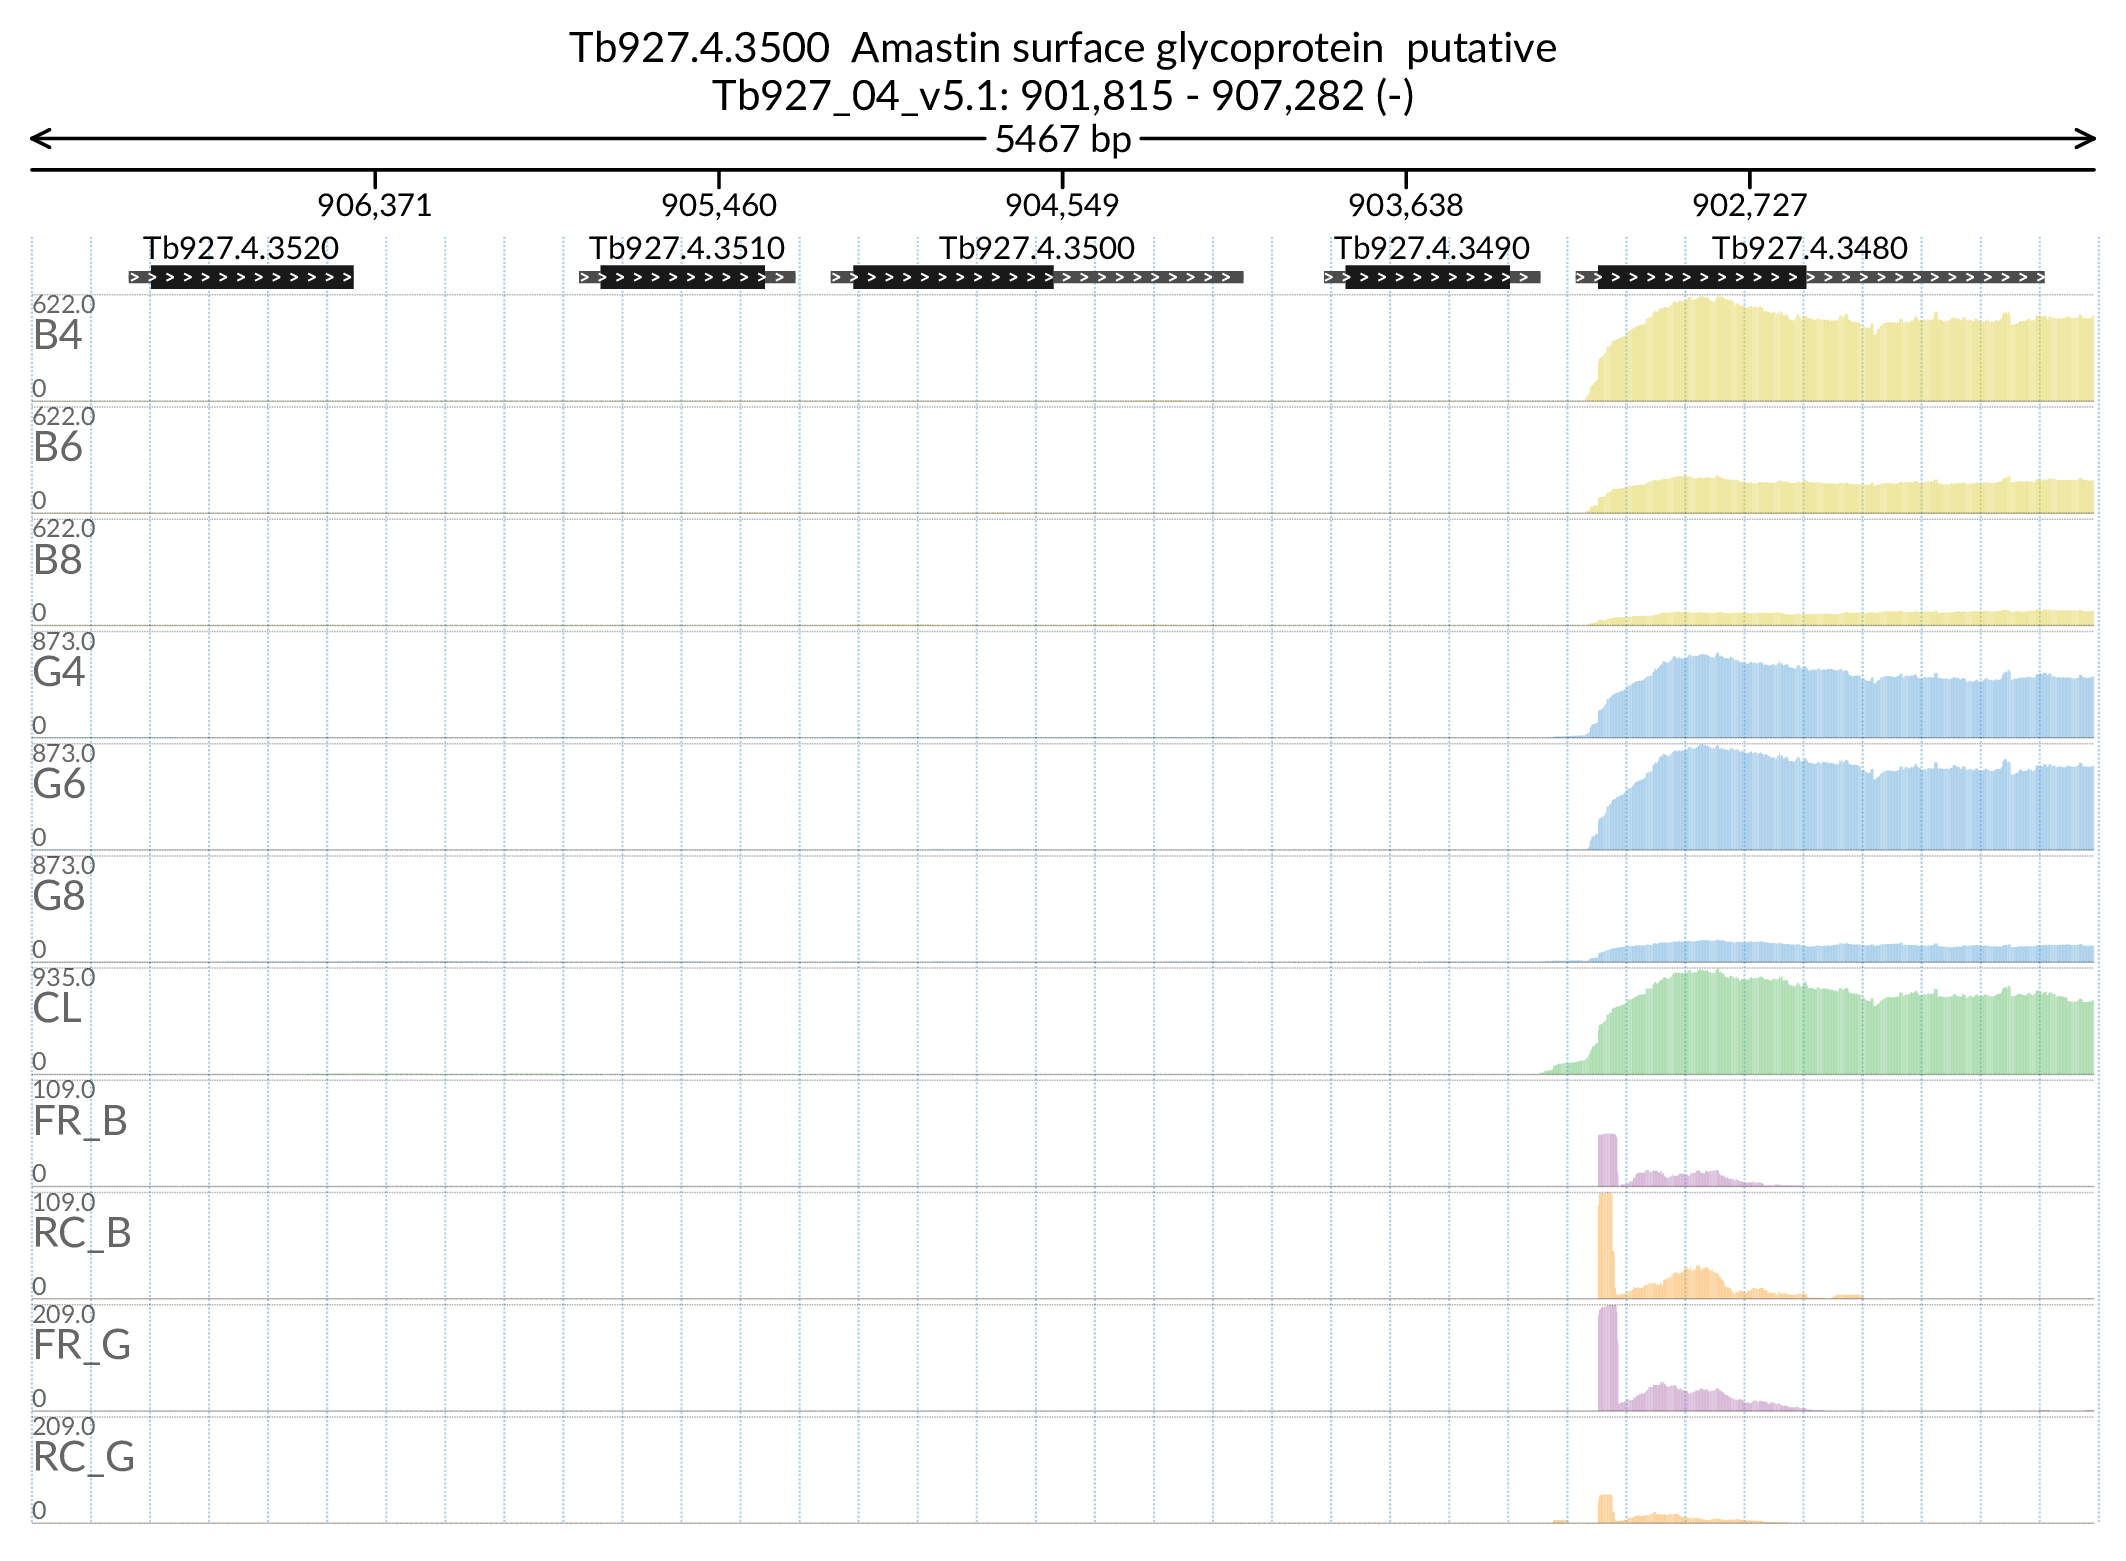 Tb927.4.3500  Amastin surface glycoprotein  putative
Tb927_04_v5.1: 901,815 - 907,282 (-)
5467 bp
906,371 905,460 904,549 903,638 902,727
Tb927.4.3520 Tb927.4.3510 Tb927.4.3500 Tb927.4.3490 Tb927.4.3480
622.0
B4
0
622.0
B6
0
622.0
B8
0
873.0
G4
0
873.0
G6
0
873.0
G8
0
935.0
CL
0
109.0
FR_B
0
109.0
RC_B
0
209.0
FR_G
0
209.0
RC_G
0